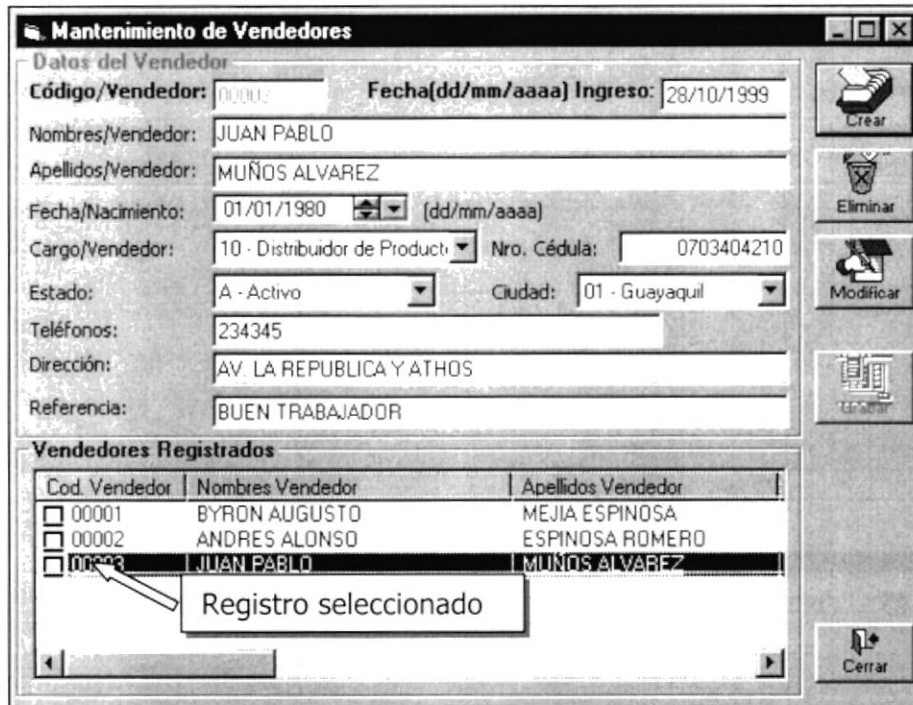 Mantenimiento de Vendedores
Datos del Vendedor
Código/Vendedor: Fecha(dd/mm/aaaa) Ingreso: 28/10/1999
Nombres/Vendedor: JUAN PABLO
Apellidos/Vendedor: MUÑOS ALVAREZ
Fecha/Nacimiento: 01/01/1980 (dd/mm/aaaa)
Cargo/Vendedor: 10 - Distribuidor de Product Nro. Cédula: 0703404210
Estado: A - Activo Ciudad: 01 - Guayaquil
Teléfonos: 234345
Dirección: AV. LA REPUBLICA Y ATHOS
Referencia: BUEN TRABAJADOR
Crear
Eliminar
Modificar
Grabar
Vendedores Registrados
Cod. Vendedor Nombres Vendedor Apellidos Vendedor
00001 BYRON AUGUSTO MEJIA ESPINOSA
00002 ANDRES ALONSO ESPINOSA ROMERO
00003 JUAN PABLO MUÑOS ALVAREZ
Registro seleccionado
Cerrar